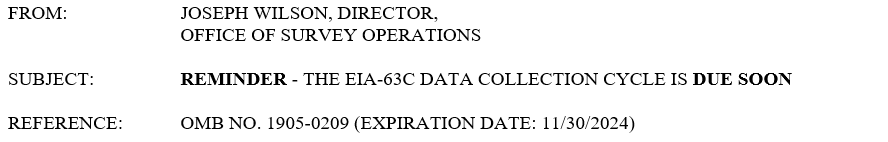 FROM: JOSEPH WILSON, DIRECTOR,
OFFICE OF SURVEY OPERATIONS
SUBJECT: REMINDER - THE EIA-63C DATA COLLECTION CYCLE IS DUE SOON
REFERENCE: OMB NO. 1905-0209 (EXPIRATION DATE: 11/30/2024)